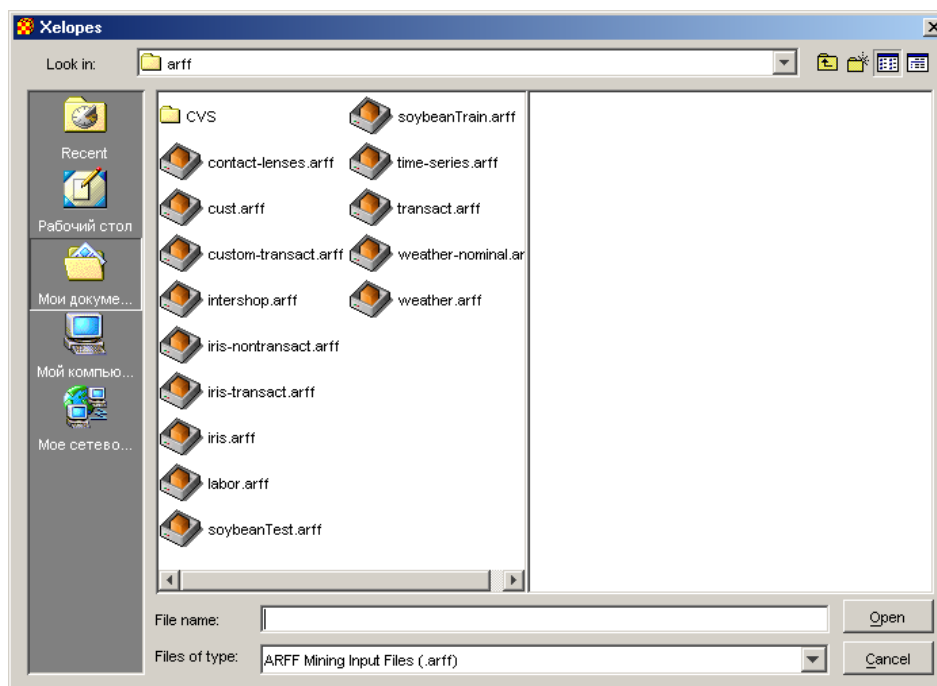 Xelopes
Look in: arff
Recent
Рабочий стол
Мои докуме...
Мой компью...
Мое сетево...
CVS
contact-lenses.arff
cust.arff
custom-transact.arff
intershop.arff
iris-nontransact.arff
iris-transact.arff
iris.arff
labor.arff
soybeanTest.arff
soybeanTrain.arff
time-series.arff
transact.arff
weather-nominal.ar
weather.arff
File name:
Open
Files of type: ARFF Mining Input Files (.arff)
Cancel